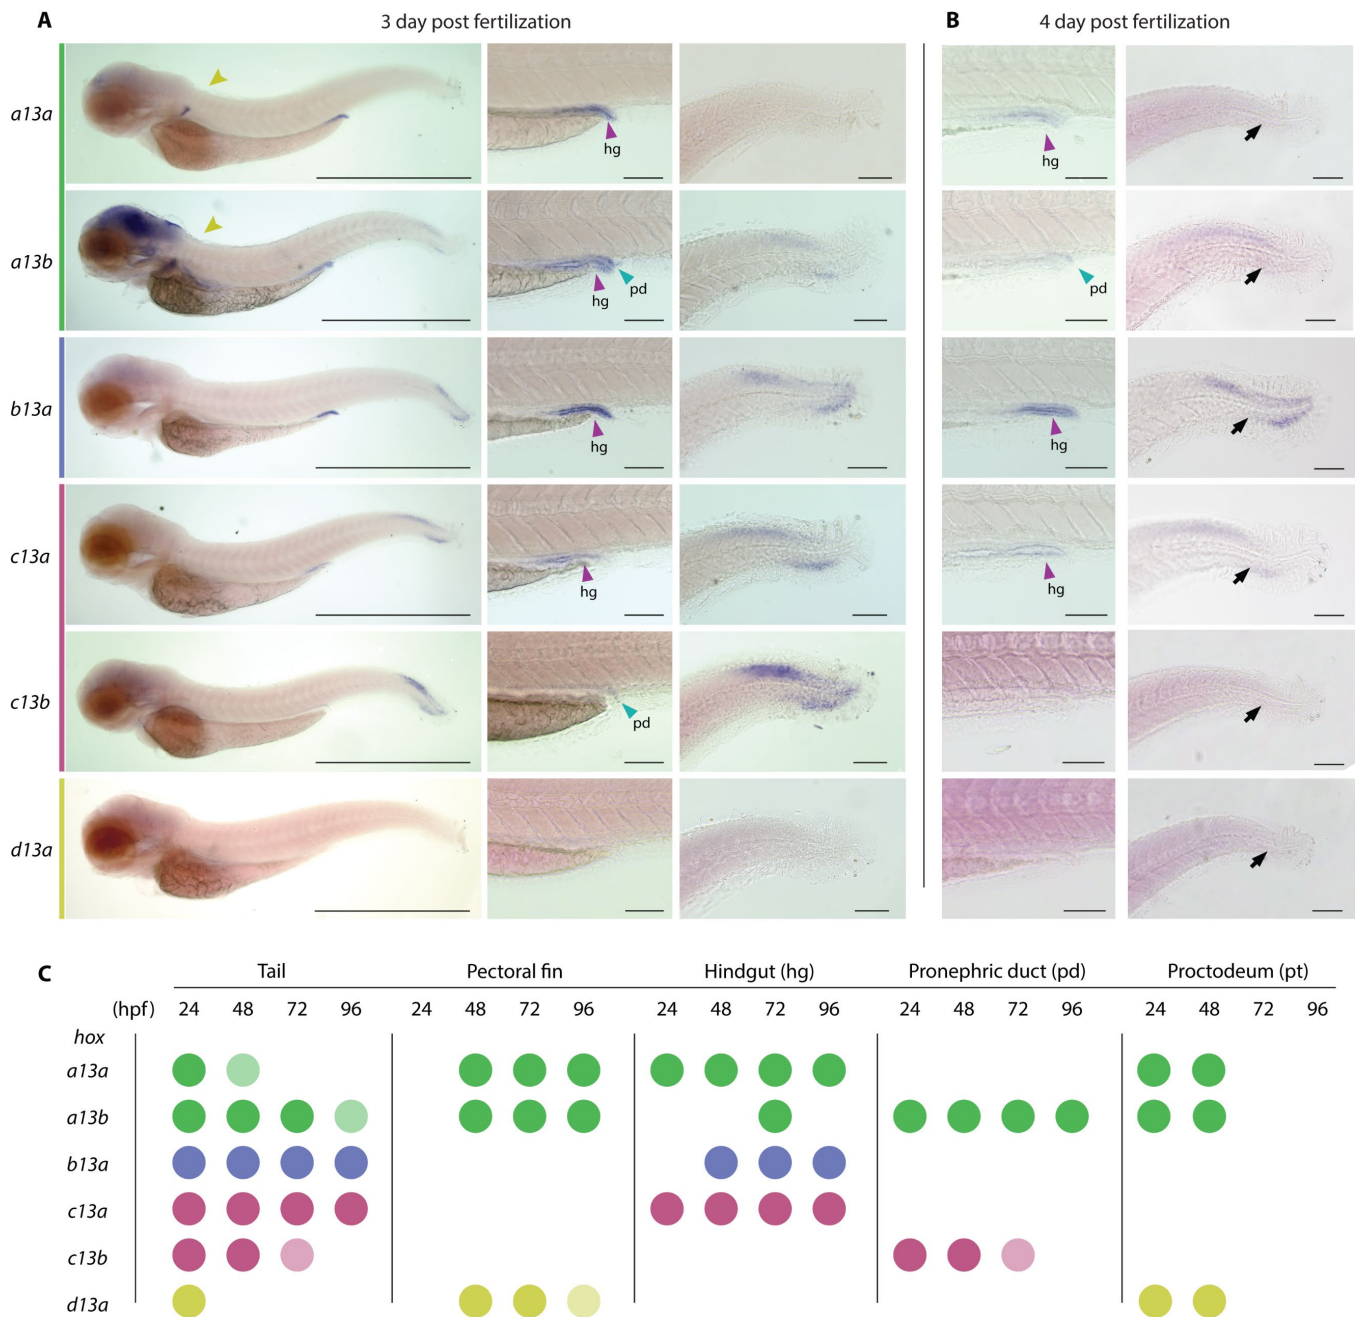 A
3 day post fertilization
B
4 day post fertilization
a13a
hg
hg
a13b
hg
pd
pd
b13a
hg
hg
c13a
hg
hg
c13b
pd
d13a
C
Tail
Pectoral fin
Hindgut (hg)
Pronephric duct (pd)
Proctodeum (pt)
(hpf) 24 48 72 96 24 48 72 96 24 48 72 96 24 48 72 96 24 48 72 96
hox
a13a
a13b
b13a
c13a
c13b
d13a